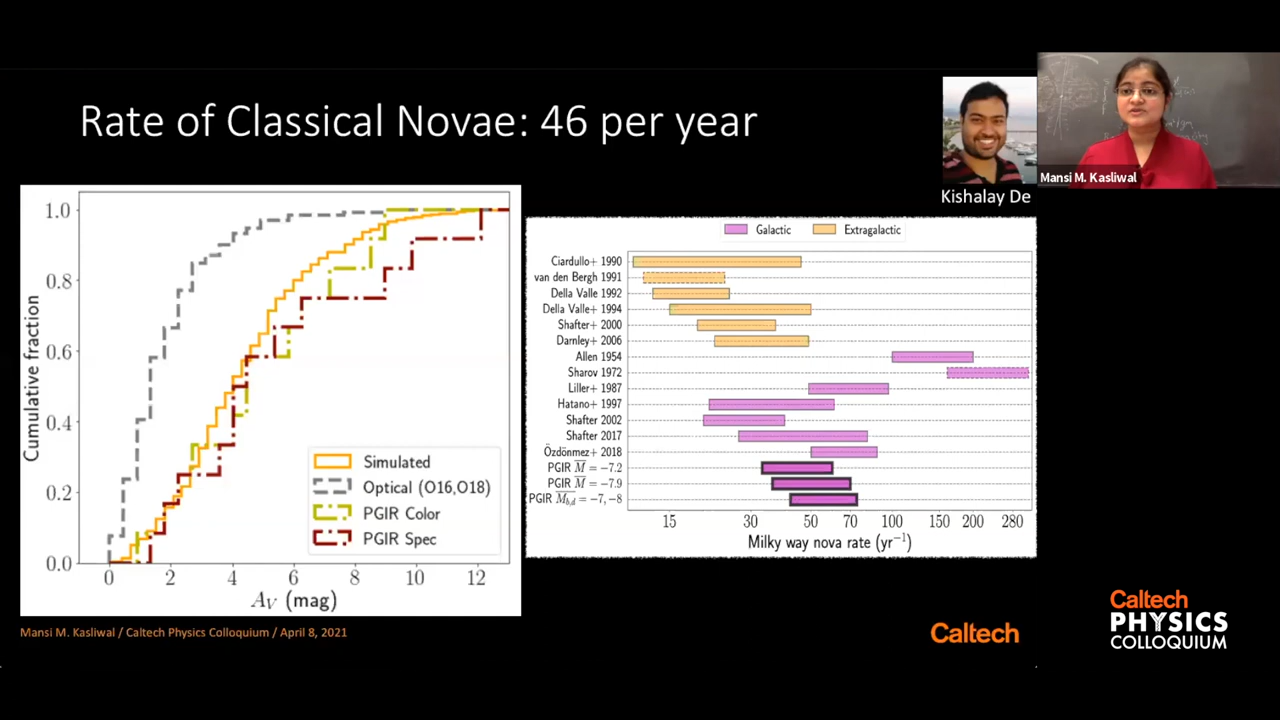 Rate of Classical Novae: 46 per year
Mansi M. Kasliwal
Kishalay De
1.0
0.8
0.6
0.4
0.2
0.0
Cumulative fraction
0 2 4 6 8 10 12
A_V (mag)
Simulated
Optical (O16,O18)
PGIR Color
PGIR Spec
Galactic
Extragalactic
Ciardullo+ 1990
van den Bergh 1991
Della Valle 1992
Della Valle+ 1994
Shafter+ 2000
Darnley+ 2006
Allen 1954
Sharov 1972
Liller+ 1987
Hatano+ 1997
Shafter 2002
Shafter 2017
Özdönmez+ 2018
PGIR M̅ = −7.2
PGIR M̅ = −7.9
PGIR M̅_{b,d} = −7, −8
15 30 50 70 100 150 200 280
Milky way nova rate (yr⁻¹)
Mansi M. Kasliwal / Caltech Physics Colloquium / April 8, 2021
Caltech
Caltech
PHYSICS
COLLOQUIUM